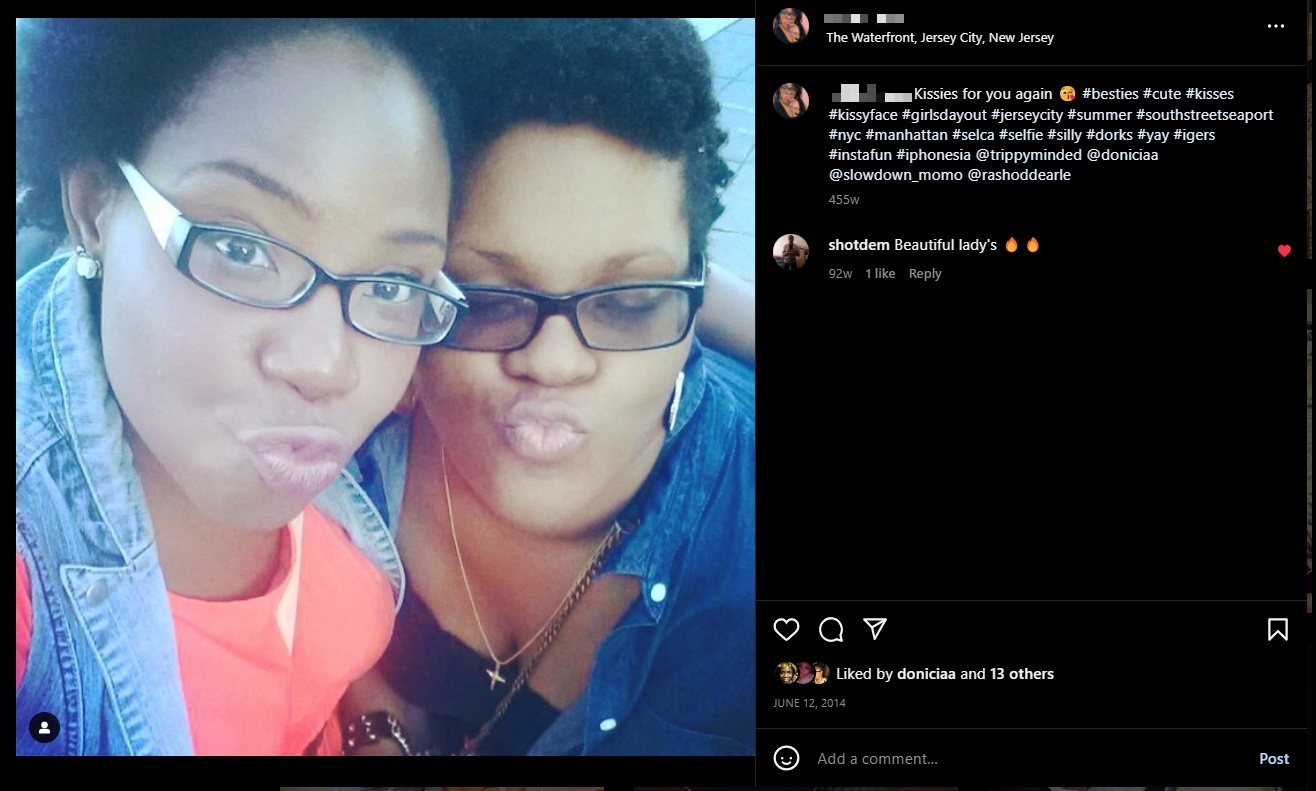 The Waterfront, Jersey City, New Jersey
Kissies for you again 😘 #besties #cute #kisses
#kissyface #girlsdayout #jerseycity #summer #southstreetseaport
#nyc #manhattan #selca #selfie #silly #dorks #yay #igers
#instafun #iphonesia @trippyminded @doniciaa
@slowdown_momo @rashoddearle
455w
shotdem Beautiful lady's 🔥 🔥
92w 1 like Reply
Liked by doniciaa and 13 others
JUNE 12, 2014
Add a comment... Post